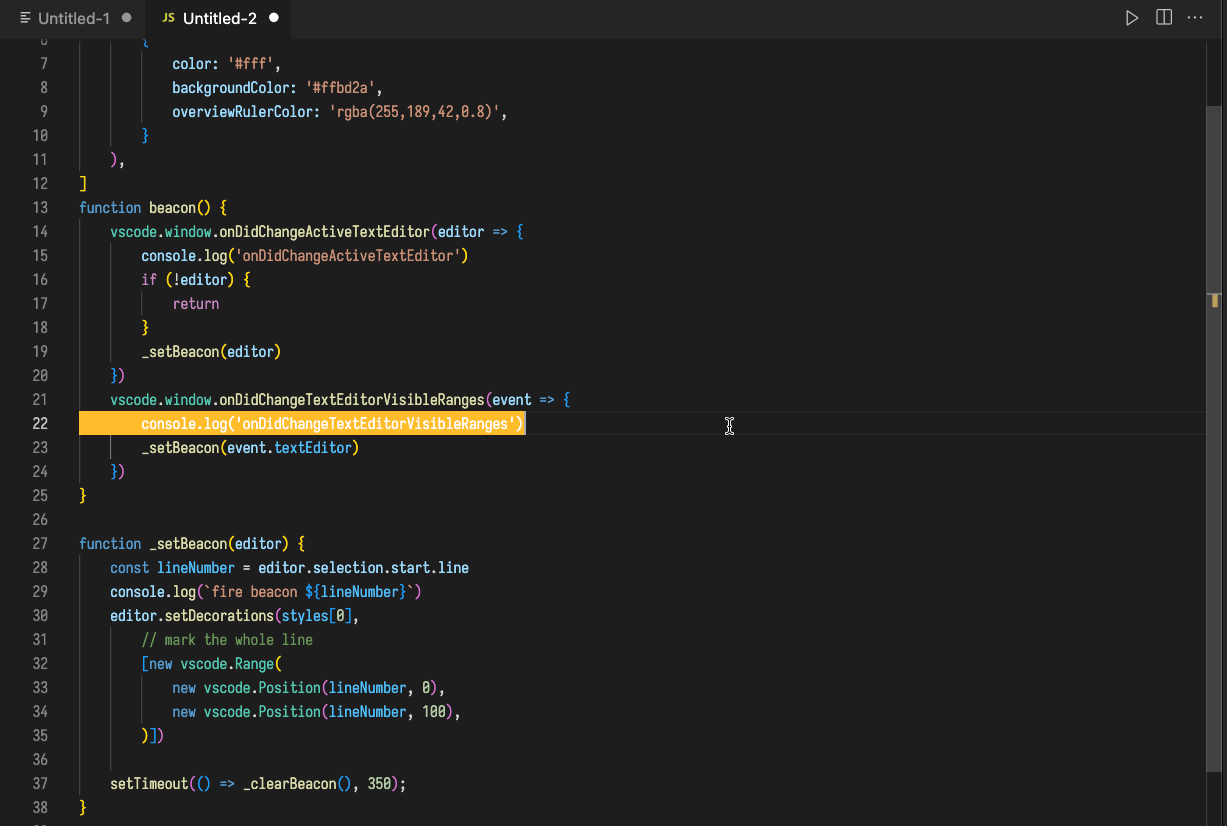 Untitled-1
JS Untitled-2
6 {
7 color: '#fff',
8 backgroundColor: '#ffbd2a',
9 overviewRulerColor: 'rgba(255,189,42,0.8)',
10 }
11 ),
12 ]
13 function beacon() {
14 vscode.window.onDidChangeActiveTextEditor(editor => {
15 console.log('onDidChangeActiveTextEditor')
16 if (!editor) {
17 return
18 }
19 _setBeacon(editor)
20 })
21 vscode.window.onDidChangeTextEditorVisibleRanges(event => {
22 console.log('onDidChangeTextEditorVisibleRanges')
23 _setBeacon(event.textEditor)
24 })
25 }
26
27 function _setBeacon(editor) {
28 const lineNumber = editor.selection.start.line
29 console.log(`fire beacon ${lineNumber}`)
30 editor.setDecorations(styles[0],
31 // mark the whole line
32 [new vscode.Range(
33 new vscode.Position(lineNumber, 0),
34 new vscode.Position(lineNumber, 100),
35 )])
36
37 setTimeout(() => _clearBeacon(), 350);
38 }